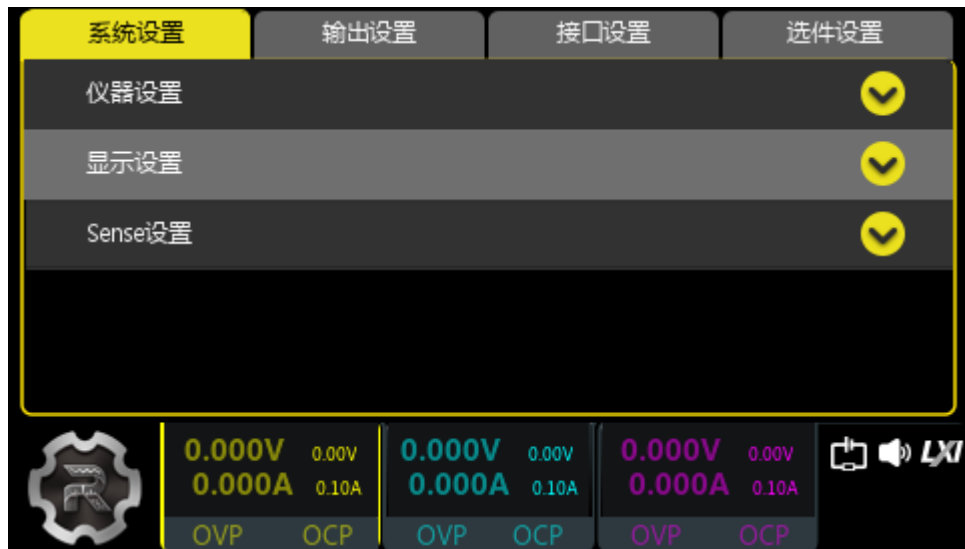 系统设置 输出设置 接口设置 选件设置
仪器设置
显示设置
Sense设置
0.000V 0.00V 0.000V 0.00V 0.000V 0.00V
0.000A 0.10A 0.000A 0.10A 0.000A 0.10A
OVP OCP OVP OCP OVP OCP
R
LXI